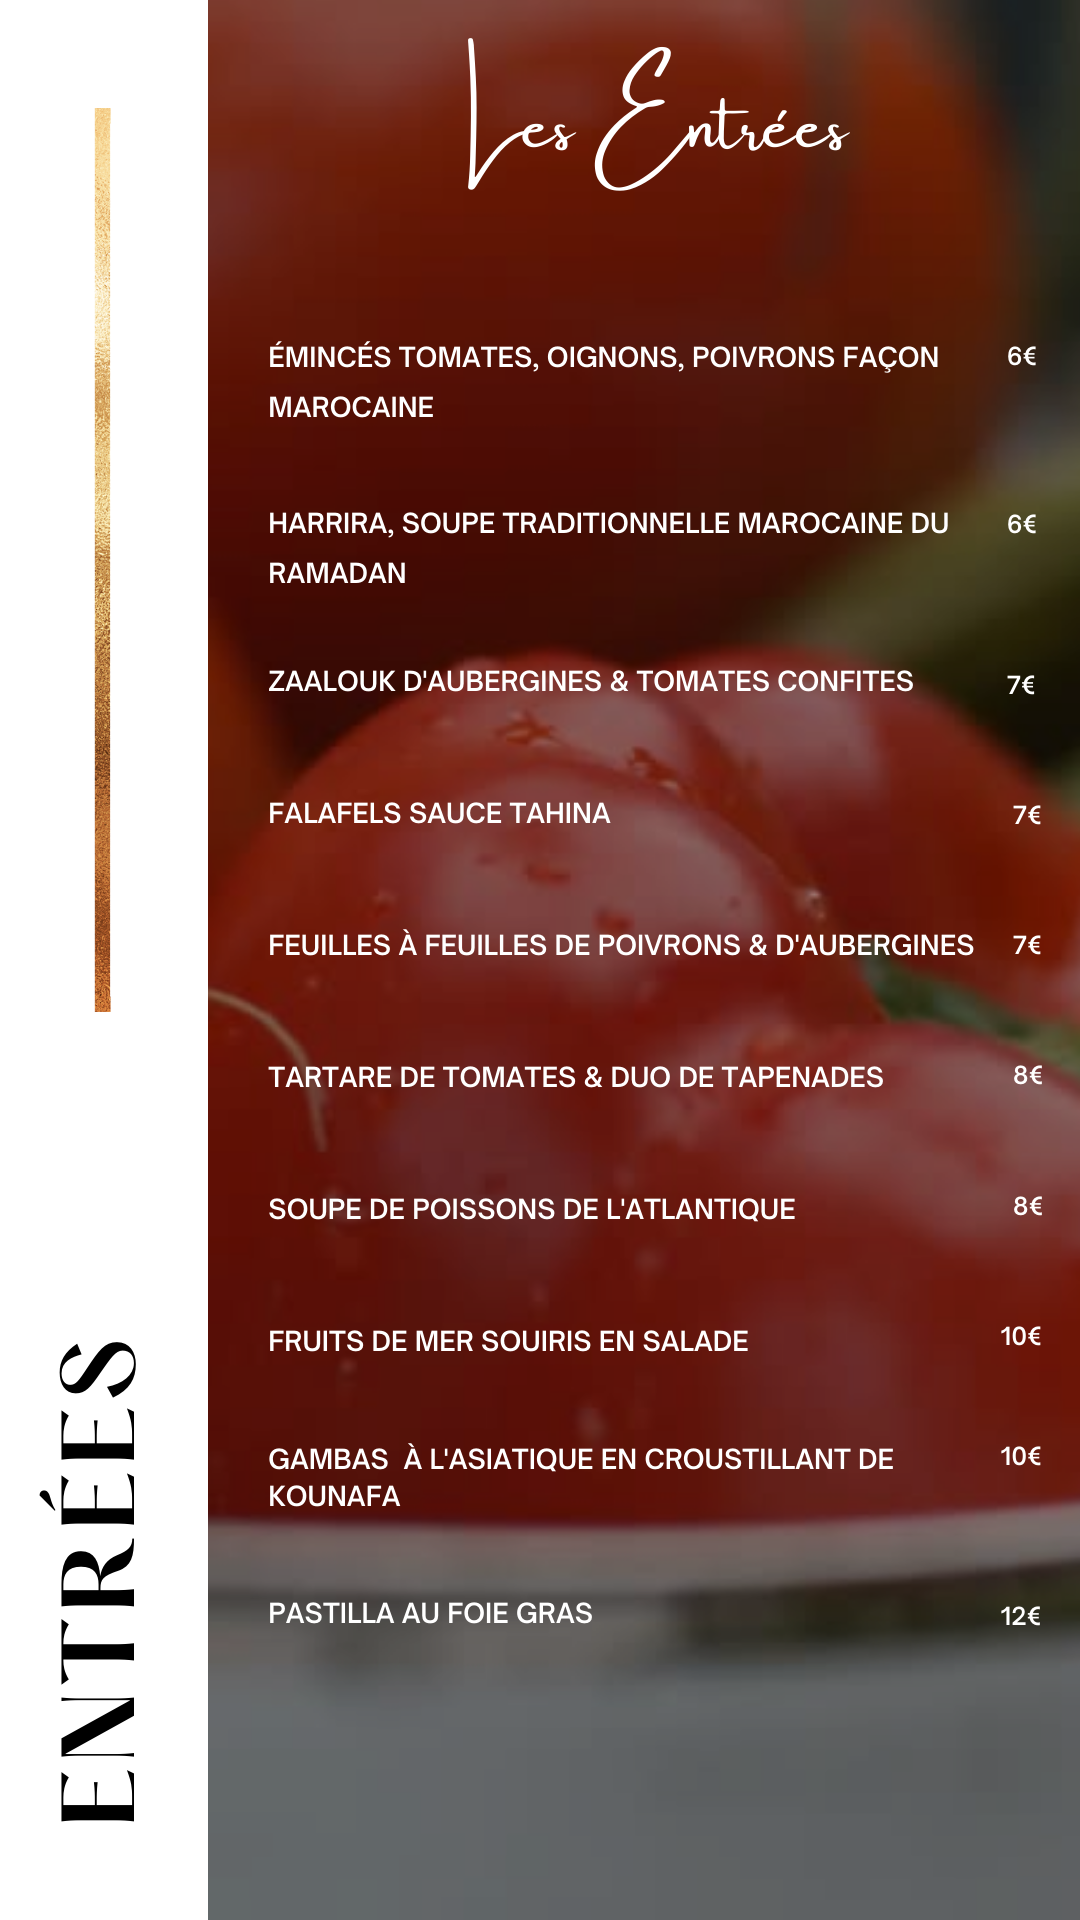 Les Entrées
ÉMINCÉS TOMATES, OIGNONS, POIVRONS FAÇON 6€
MAROCAINE
HARRIRA, SOUPE TRADITIONNELLE MAROCAINE DU 6€
RAMADAN
ZAALOUK D'AUBERGINES & TOMATES CONFITES 7€
FALAFELS SAUCE TAHINA 7€
FEUILLES À FEUILLES DE POIVRONS & D'AUBERGINES 7€
TARTARE DE TOMATES & DUO DE TAPENADES 8€
SOUPE DE POISSONS DE L'ATLANTIQUE 8€
FRUITS DE MER SOUIRIS EN SALADE 10€
GAMBAS À L'ASIATIQUE EN CROUSTILLANT DE 10€
KOUNAFA
PASTILLA AU FOIE GRAS 12€
ENTRÉES